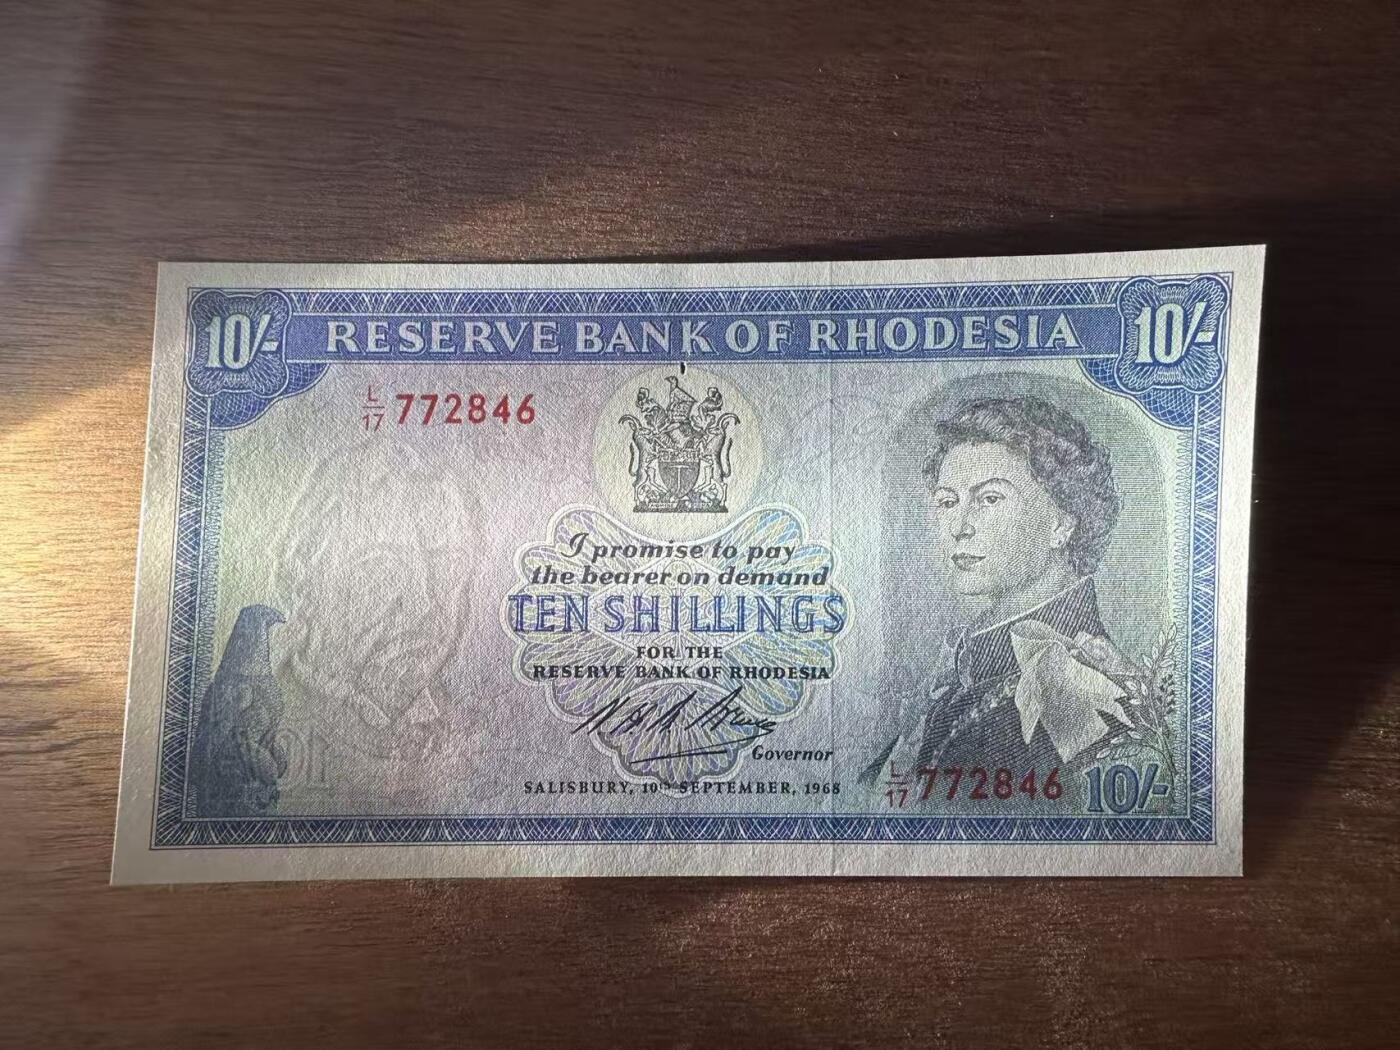 10/- RESERVE BANK OF RHODESIA 10/-
L/17 772846
I promise to pay
the bearer on demand
TEN SHILLINGS
FOR THE
RESERVE BANK OF RHODESIA
Governor
SALISBURY, 10TH SEPTEMBER, 1968
L/17 772846 10/-